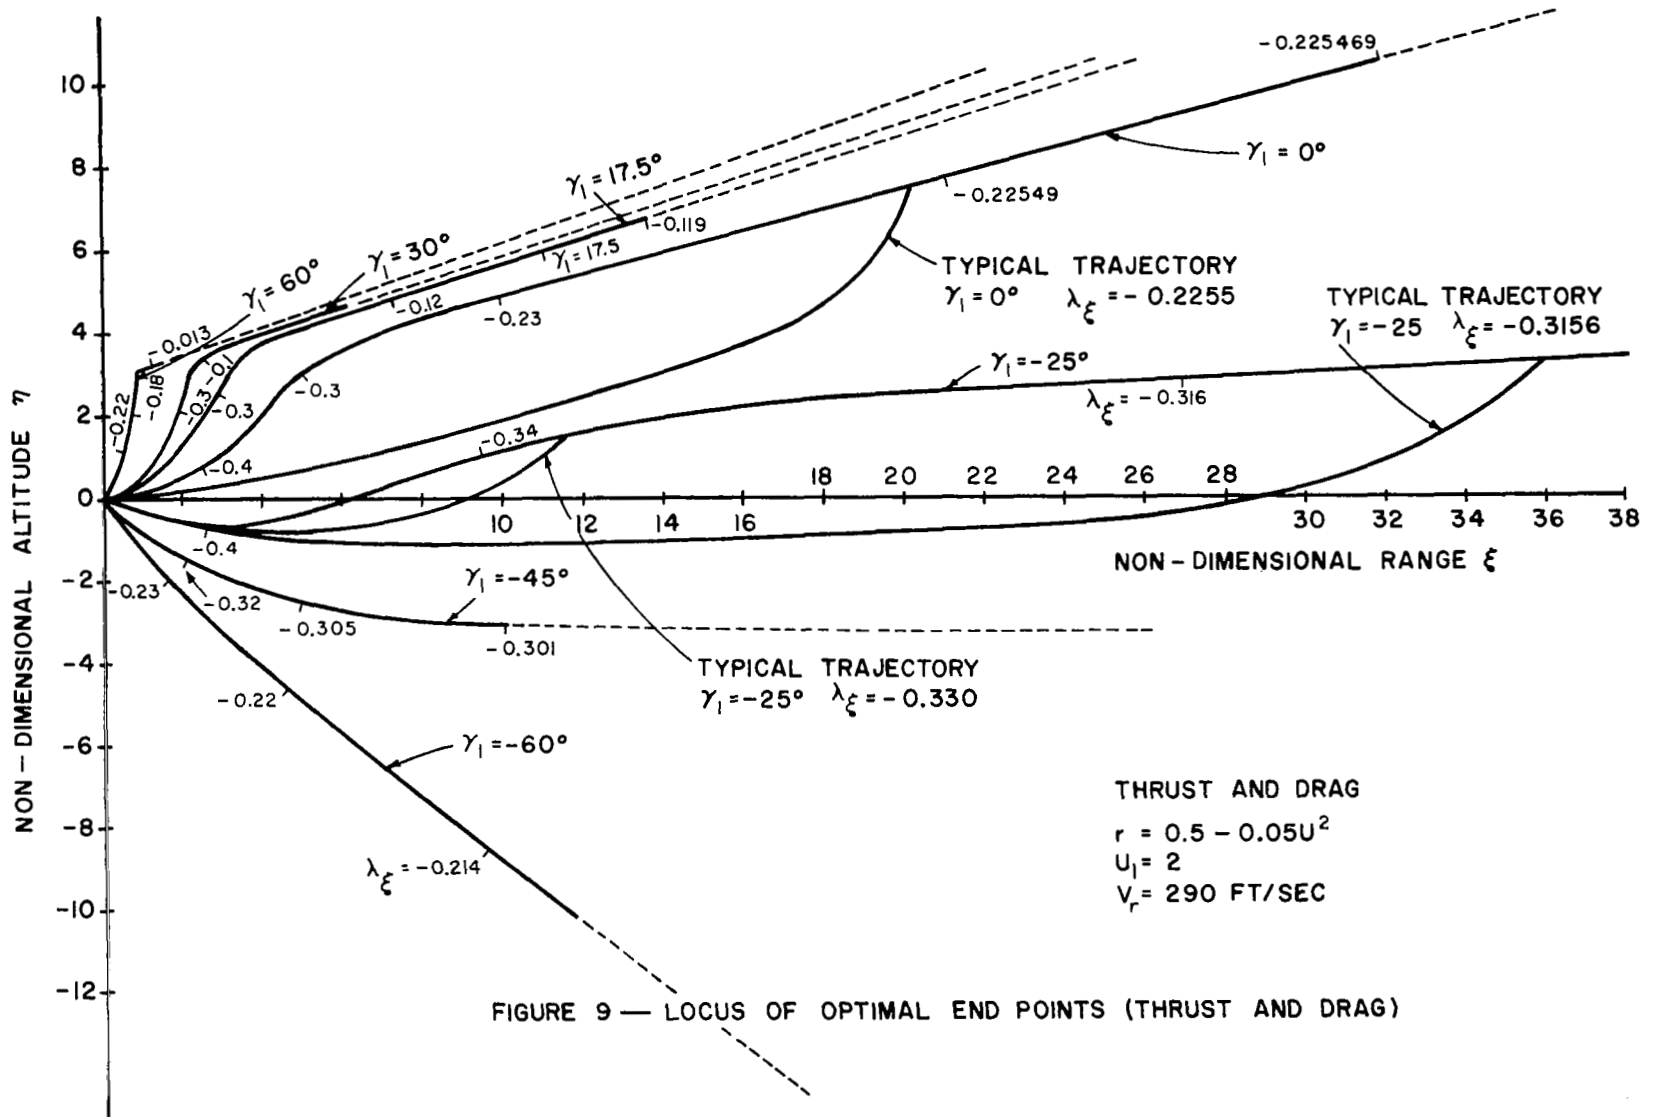 -0.225469
10
γ₁ = 0°
8
γ₁ = 17.5°
-0.22549
-0.119
6
γ₁ = 30°
γ₁ = 17.5
TYPICAL TRAJECTORY
γ₁ = 0° λξ = - 0.2255
γ₁ = 60°
-0.12
-0.23
TYPICAL TRAJECTORY
γ₁ = -25 λξ = -0.3156
4
-0.013
-0.1
γ₁ = -25°
-0.18
-0.3
-0.3
-0.3
λξ = -0.316
2
-0.22
-0.34
-0.4
18 20 22 24 26 28
0
10 12 14 16 30 32 34 36 38
-0.4
NON-DIMENSIONAL RANGE ξ
NON-DIMENSIONAL ALTITUDE η
-2
γ₁ = -45°
-0.23
-0.32
-0.305
-0.301
-4
TYPICAL TRAJECTORY
γ₁ = -25° λξ = - 0.330
-0.22
-6
γ₁ = -60°
THRUST AND DRAG
-8
r = 0.5 - 0.05U²
U₁ = 2
λξ = -0.214
Vᵣ = 290 FT/SEC
-10
-12
FIGURE 9 — LOCUS OF OPTIMAL END POINTS (THRUST AND DRAG)